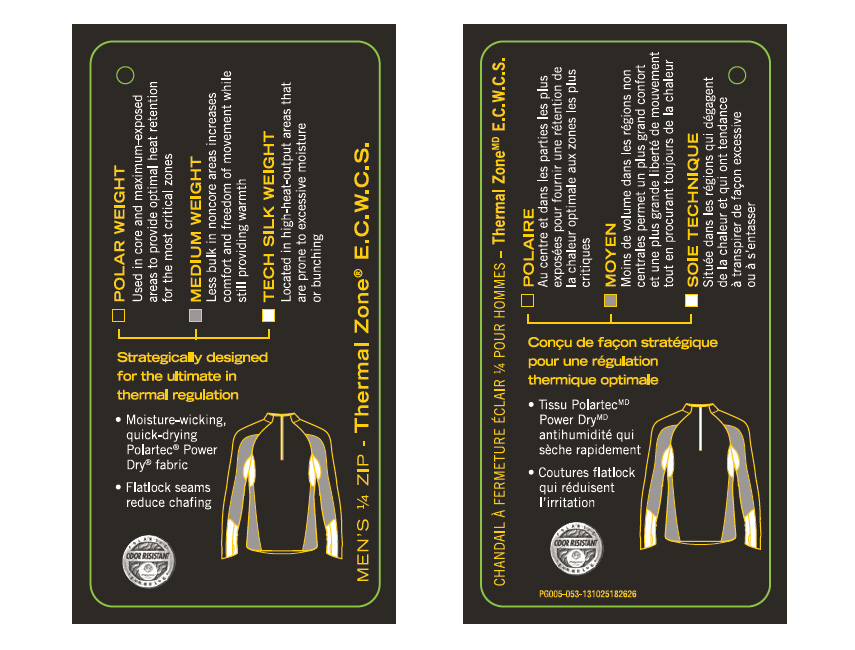 POLAR WEIGHT
Used in core and maximum-exposed
areas to provide optimal heat retention
for the most critical zones
MEDIUM WEIGHT
Less bulk in noncore areas increases
comfort and freedom of movement while
still providing warmth
TECH SILK WEIGHT
Located in high-heat-output areas that
are prone to excessive moisture
or bunching
Strategically designed
for the ultimate in
thermal regulation
• Moisture-wicking,
quick-drying
Polartec® Power
Dry® fabric
• Flatlock seams
reduce chafing
ODOR RESISTANT
MEN'S ¼ ZIP - Thermal Zone® E.C.W.C.S.
CHANDAIL À FERMETURE ÉCLAIR ¼ POUR HOMMES – Thermal Zoneᴹᴰ E.C.W.C.S.
POLAIRE
Au centre et dans les parties les plus
exposées pour fournir une rétention de
la chaleur optimale aux zones les plus
critiques
MOYEN
Moins de volume dans les régions non
centrales permet un plus grand confort
et une plus grande liberté de mouvement
tout en procurant toujours de la chaleur
SOIE TECHNIQUE
Située dans les régions qui dégagent
de la chaleur et qui ont tendance
à transpirer de façon excessive
ou à s'entasser
Conçu de façon stratégique
pour une régulation
thermique optimale
• Tissu Polartecᴹᴰ
Power Dryᴹᴰ
antihumidité qui
sèche rapidement
• Coutures flatlock
qui réduisent
l'irritation
ODOR RESISTANT
PG005-053-131025182626